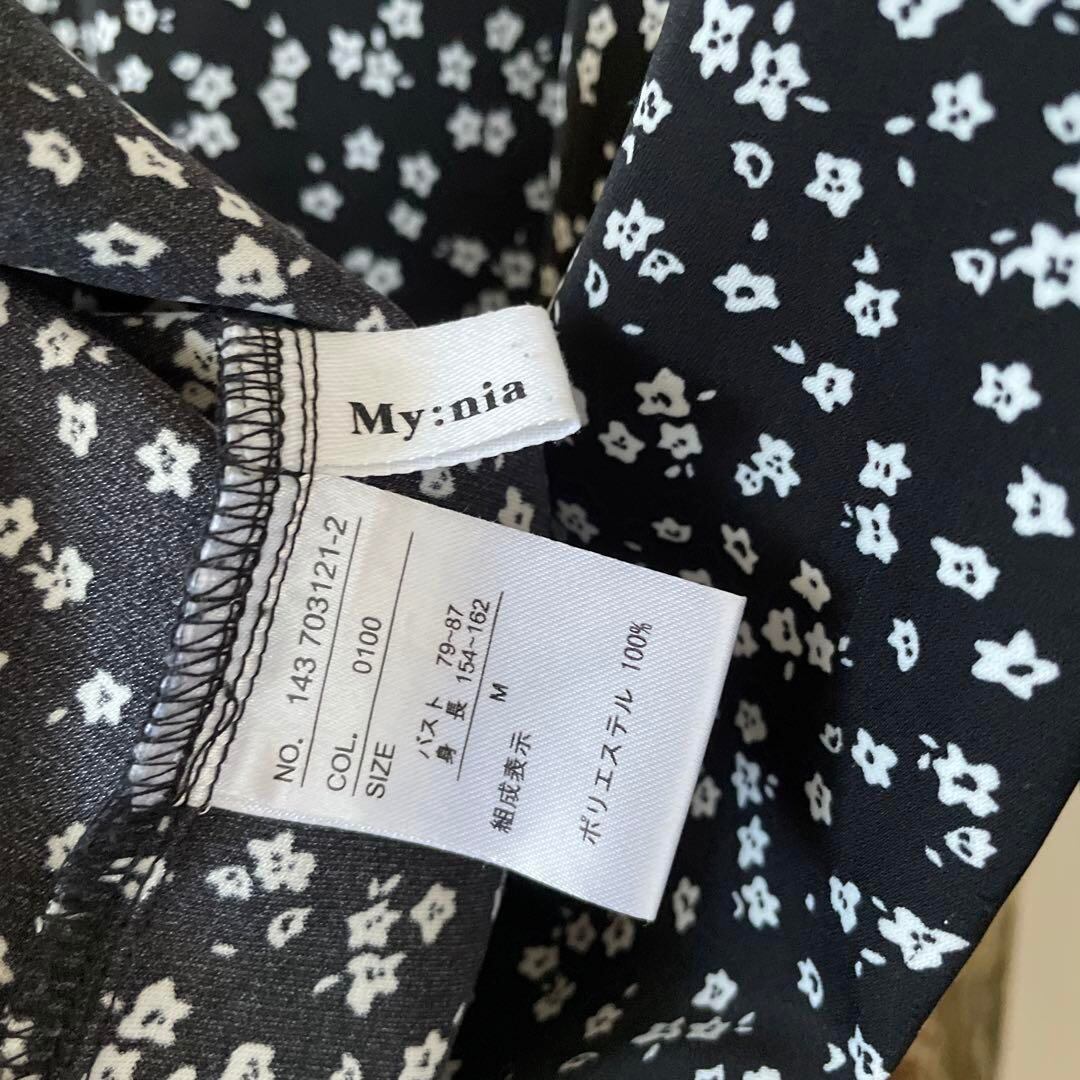 My:nia
NO. 143 703121-2
COL. 0100
SIZE
バスト 79~87
身長 154~162
M
組成表示
ポリエステル 100%